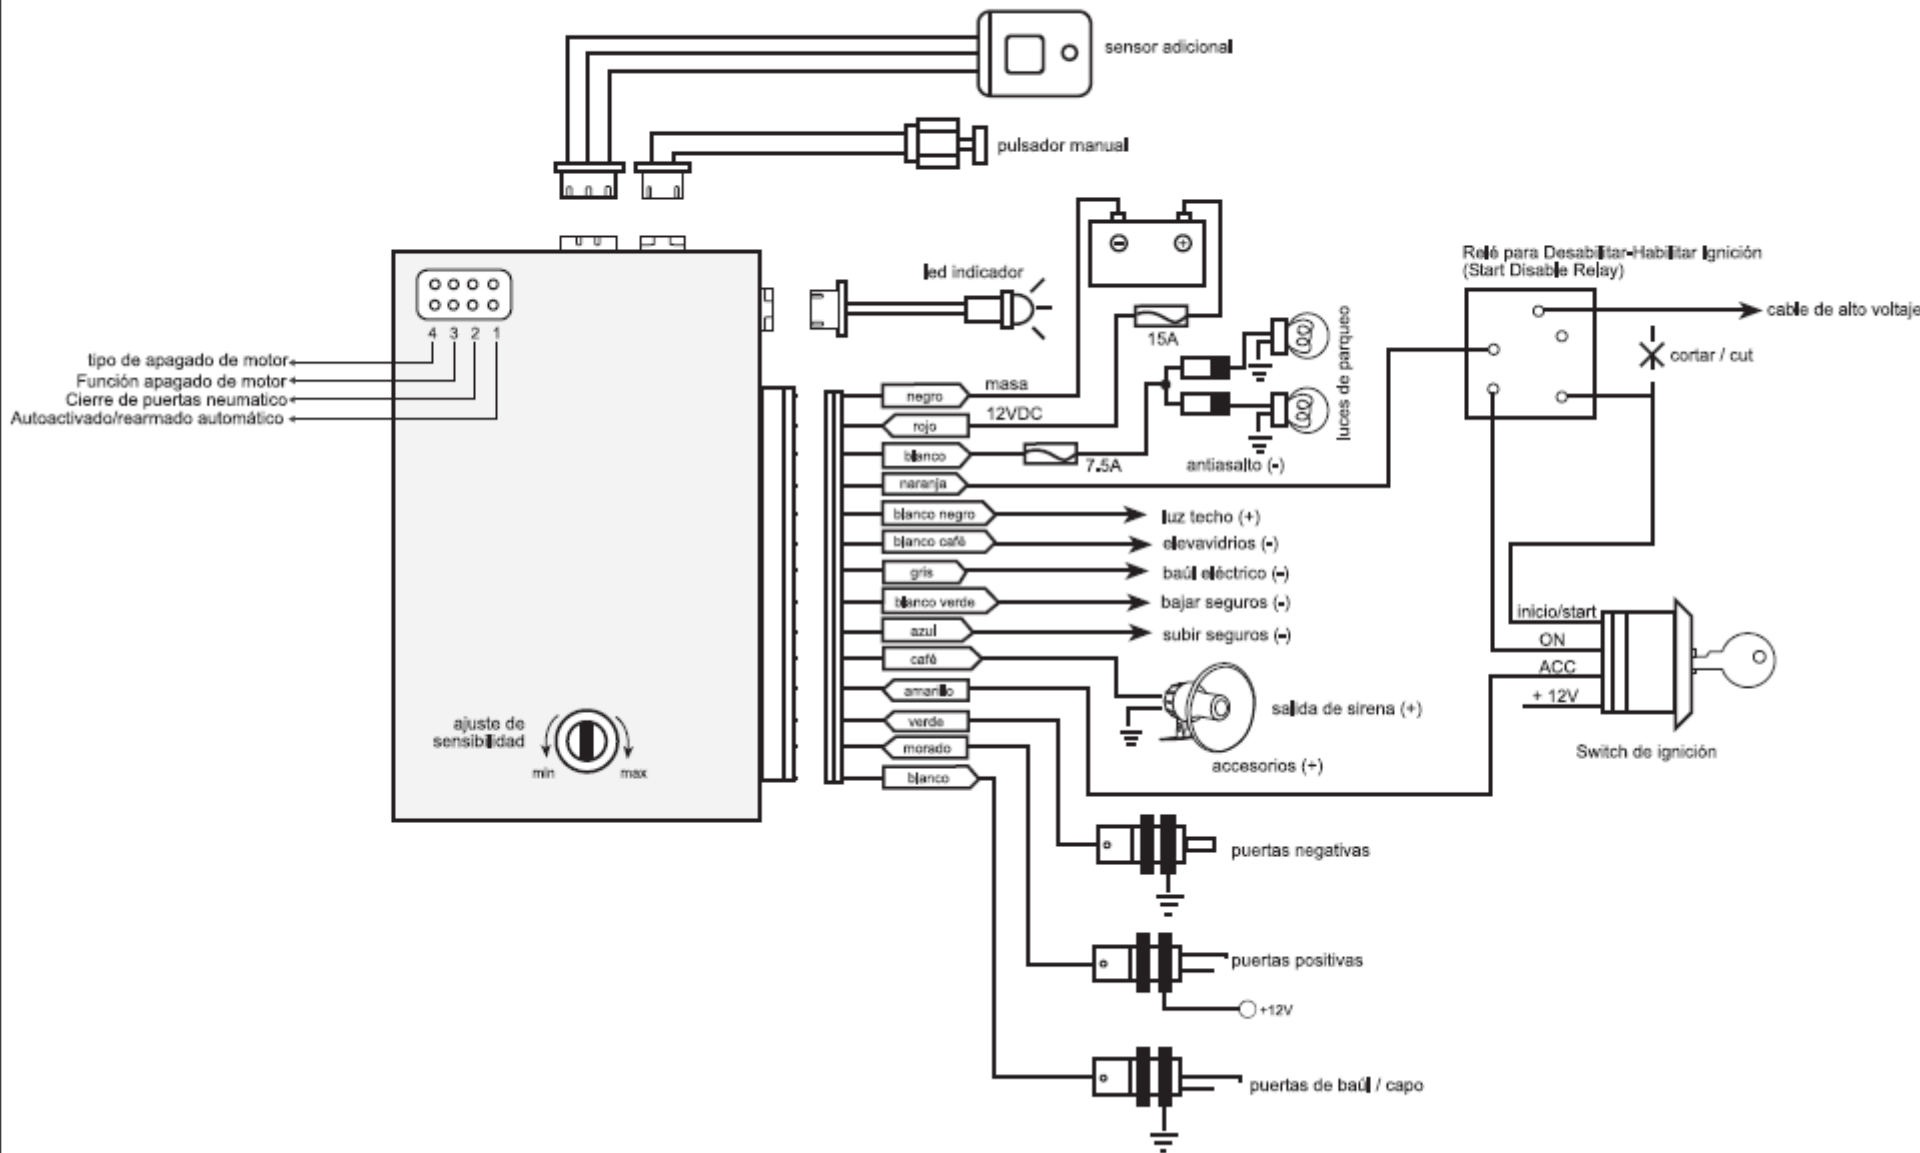 sensor adicional
pulsador manual
led indicador
15A
luces de parqueo
Relé para Desabilitar-Habilitar Ignición
(Start Disable Relay)
cable de alto voltaje
cortar / cut
4 3 2 1
tipo de apagado de motor
Función apagado de motor
Cierre de puertas neumatico
Autoactivado/rearmado automático
negro
masa
rojo
12VDC
blanco
7.5A
antiasalto (-)
naranja
blanco negro
luz techo (+)
blanco café
elevavidrios (-)
gris
baúl eléctrico (-)
blanco verde
bajar seguros (-)
azul
subir seguros (-)
café
amarillo
verde
morado
blanco
salida de sirena (+)
accesorios (+)
inicio/start
ON
ACC
+ 12V
Switch de ignición
ajuste de
sensibilidad
min
max
puertas negativas
puertas positivas
+12V
puertas de baúl / capo